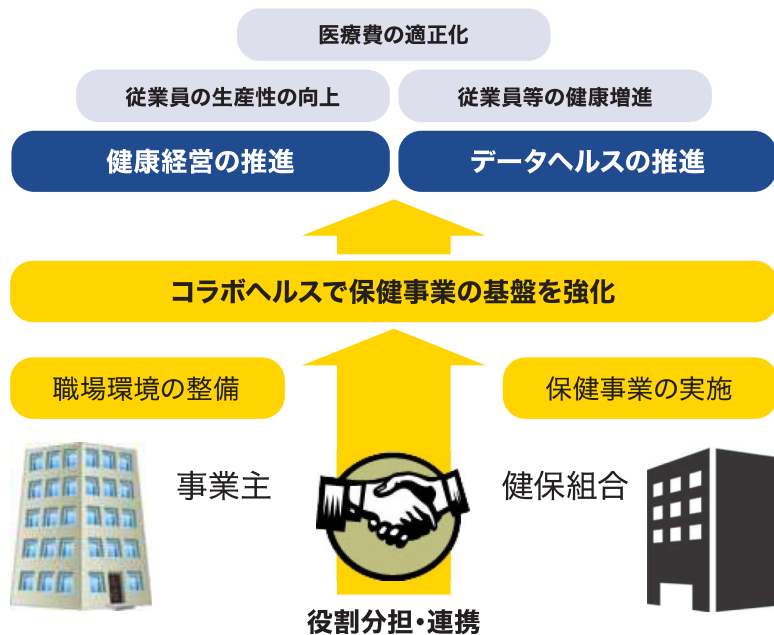 医療費の適正化
従業員の生産性の向上
従業員等の健康増進
健康経営の推進
データヘルスの推進
コラボヘルスで保健事業の基盤を強化
職場環境の整備
保健事業の実施
事業主
健保組合
役割分担・連携